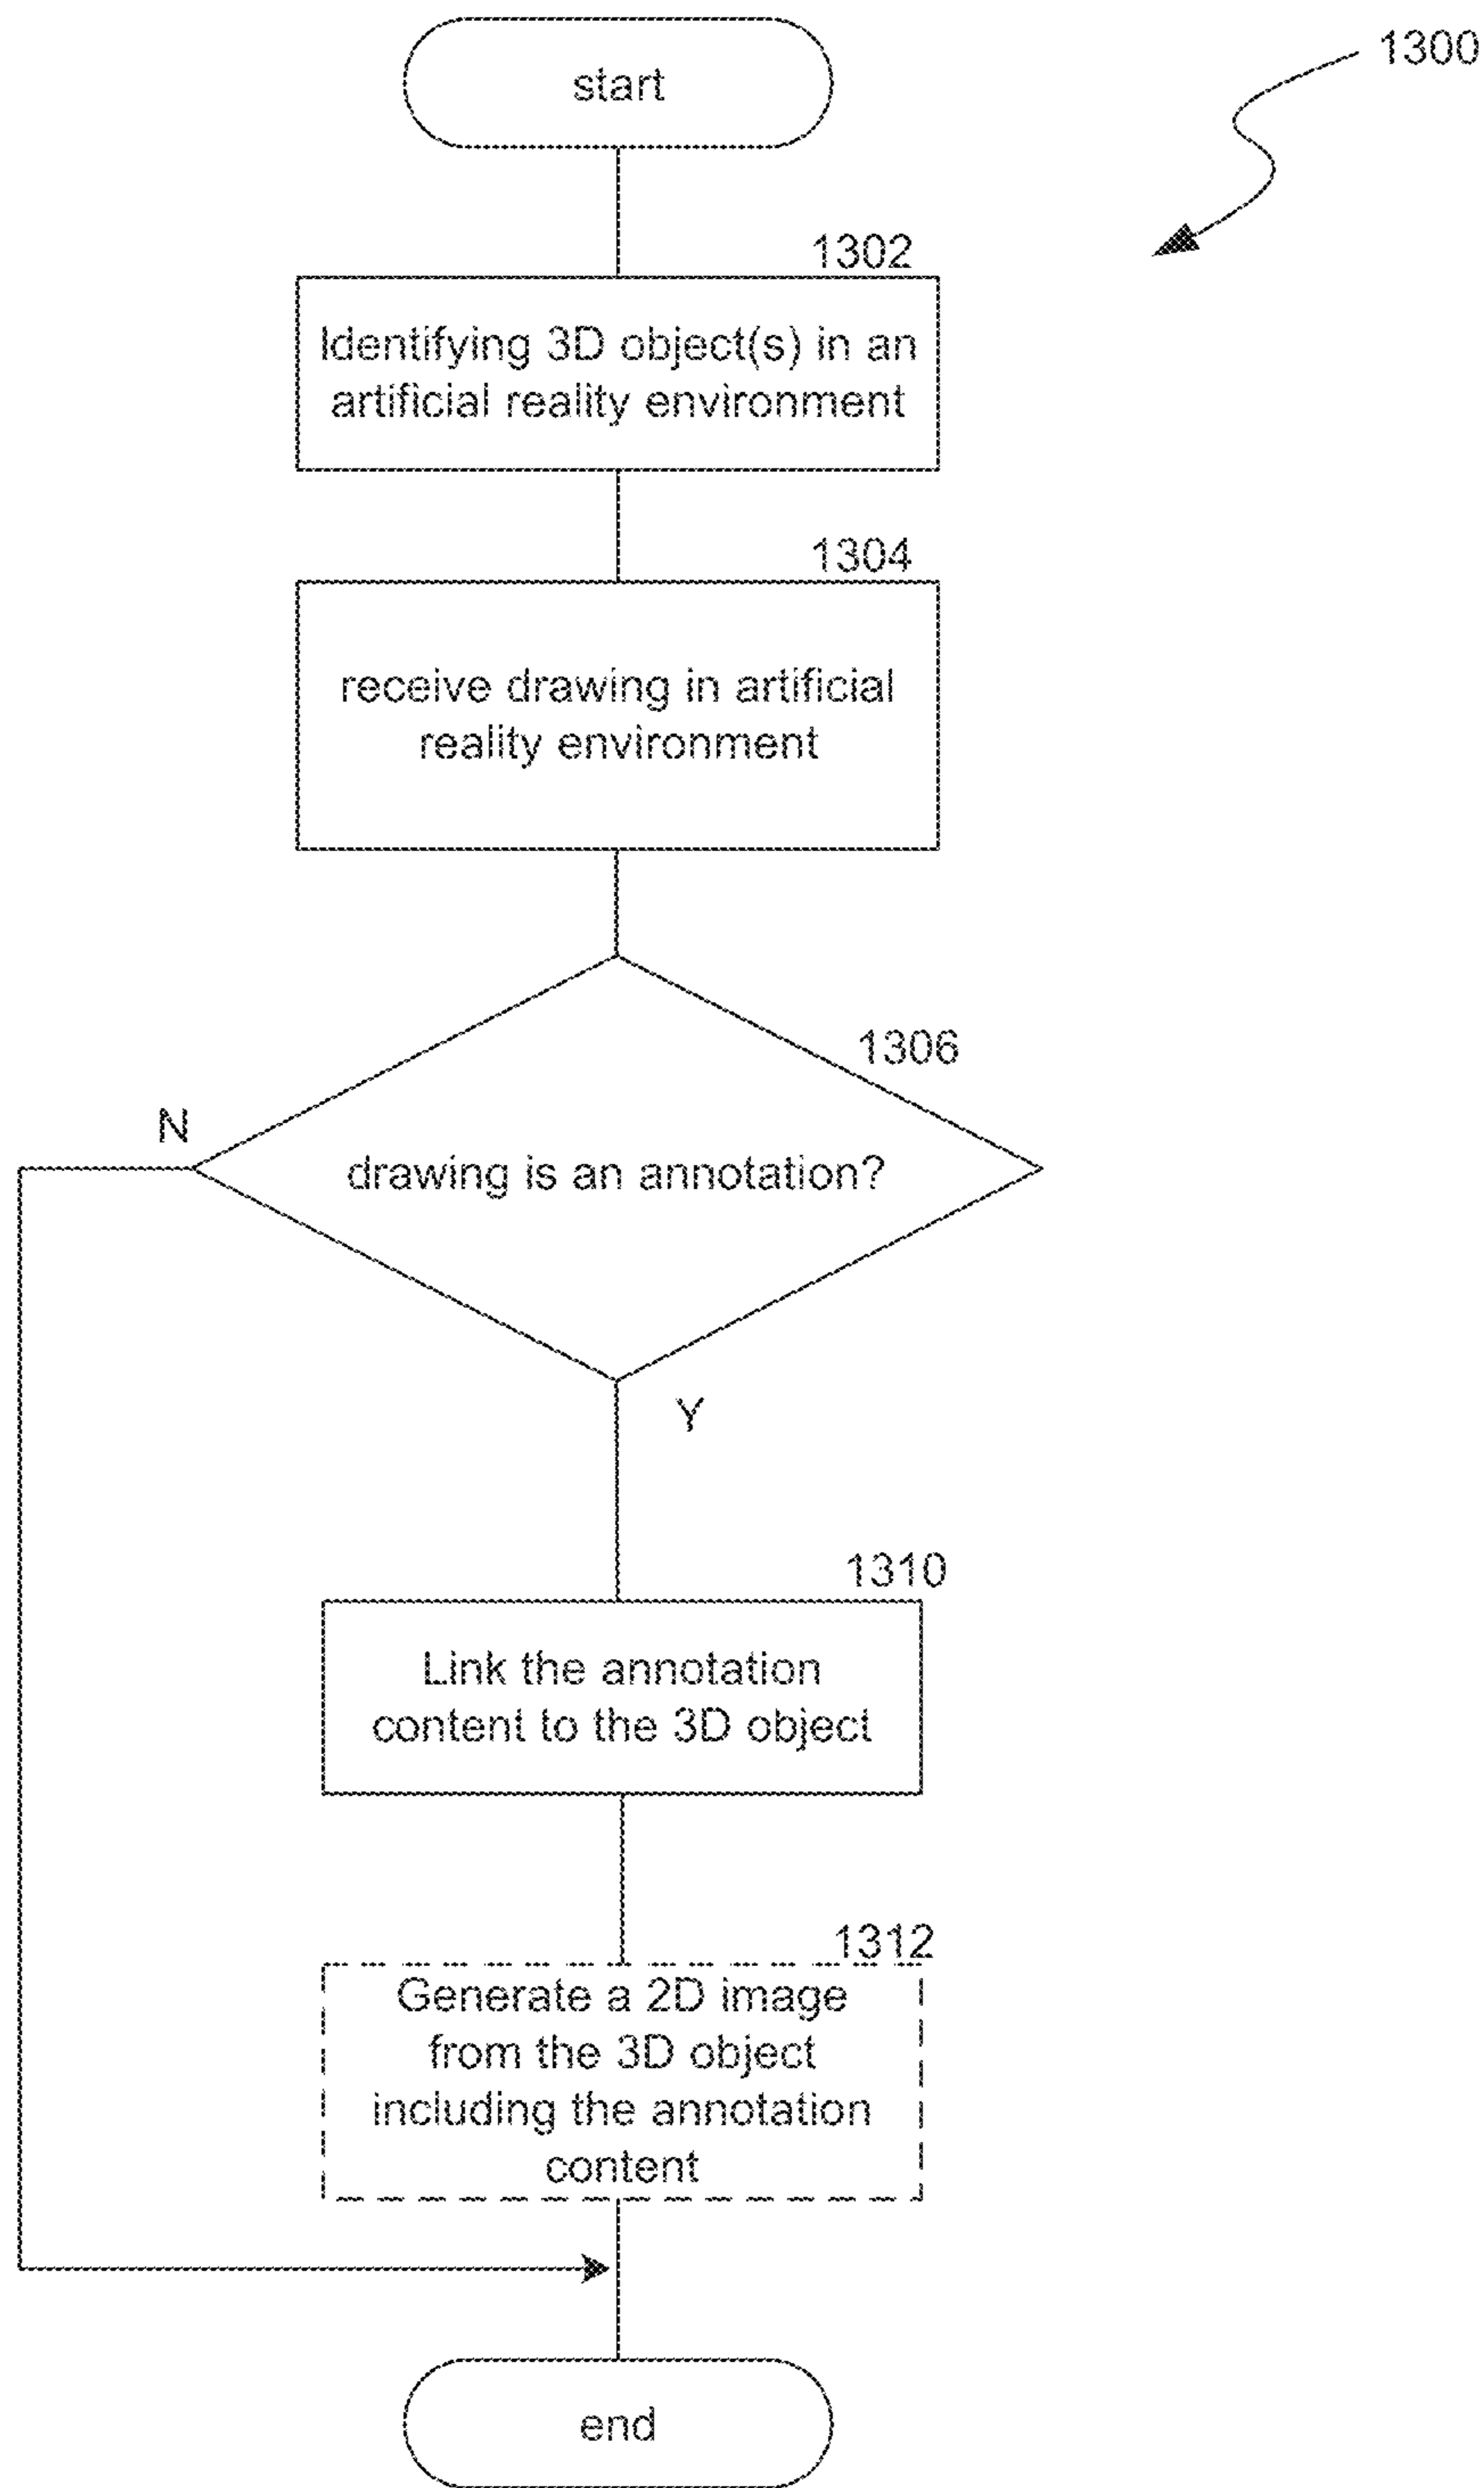 1300
start
1302
Identifying 3D object(s) in an
artificial reality environment
1304
receive drawing in artificial
reality environment
1306
N
drawing is an annotation?
Y
1310
Link the annotation
content to the 3D object
1312
Generate a 2D image
from the 3D object
including the annotation
content
end